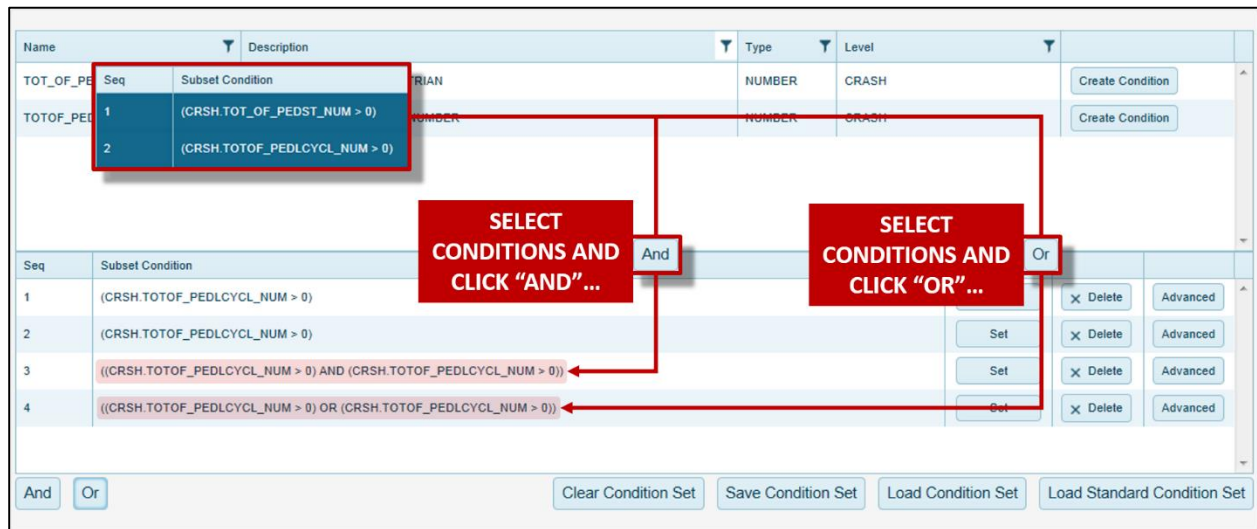 Name Description Type Level
TOT_OF_PE TRIAN NUMBER CRASH Create Condition
TOTOF_PED NUMBER NUMBER CRASH Create Condition
Seq Subset Condition
1 (CRSH.TOT_OF_PEDST_NUM > 0)
2 (CRSH.TOTOF_PEDLCYCL_NUM > 0)
SELECT
CONDITIONS AND
CLICK “AND”...
And
SELECT
CONDITIONS AND
CLICK “OR”...
Or
Seq Subset Condition
1 (CRSH.TOTOF_PEDLCYCL_NUM > 0) × Delete Advanced
2 (CRSH.TOTOF_PEDLCYCL_NUM > 0) Set × Delete Advanced
3 ((CRSH.TOTOF_PEDLCYCL_NUM > 0) AND (CRSH.TOTOF_PEDLCYCL_NUM > 0)) Set × Delete Advanced
4 ((CRSH.TOTOF_PEDLCYCL_NUM > 0) OR (CRSH.TOTOF_PEDLCYCL_NUM > 0)) Set × Delete Advanced
And Or Clear Condition Set Save Condition Set Load Condition Set Load Standard Condition Set